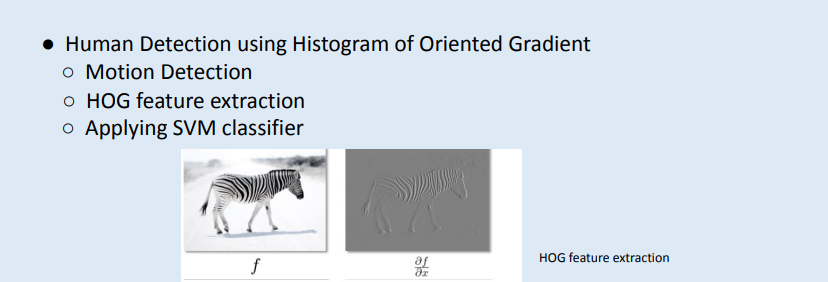 ● Human Detection using Histogram of Oriented Gradient
○ Motion Detection
○ HOG feature extraction
○ Applying SVM classifier
f
∂f/∂x
HOG feature extraction